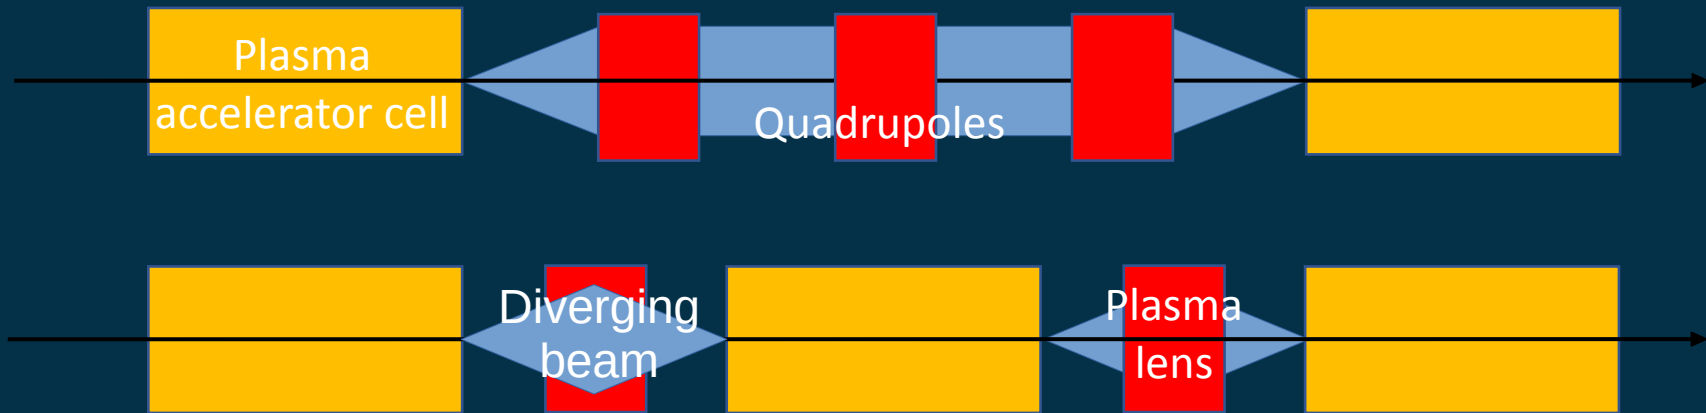 Plasma
accelerator cell
Quadrupoles
Diverging
beam
Plasma
lens